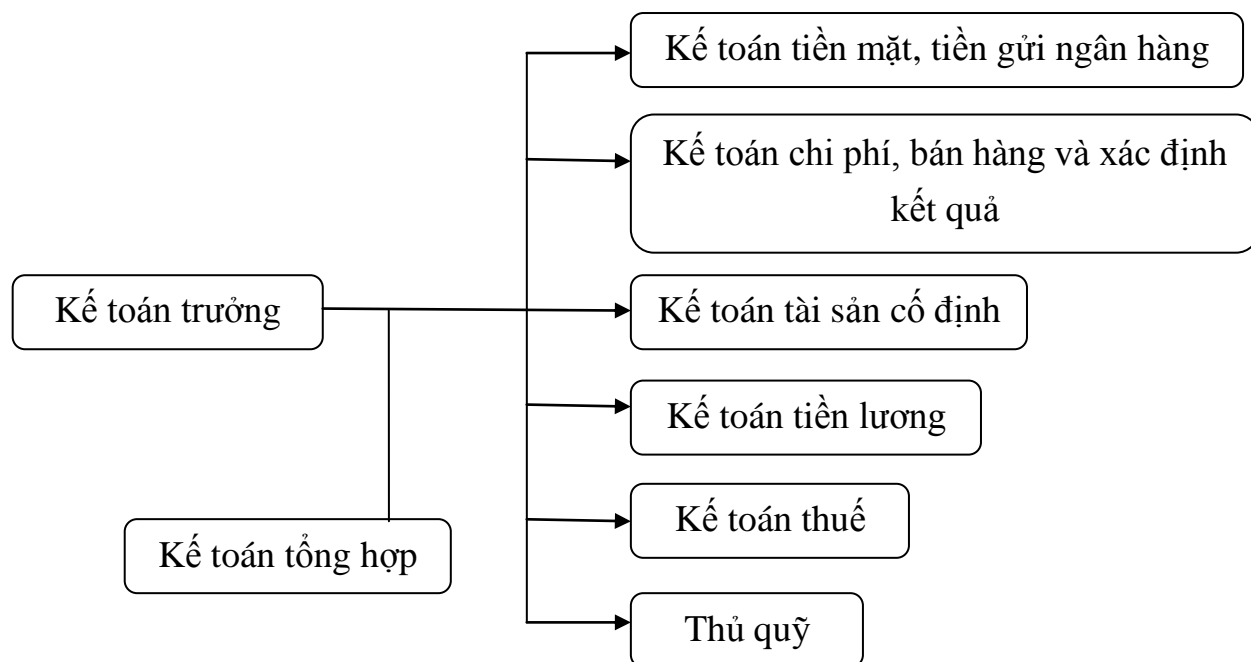 Kế toán tiền mặt, tiền gửi ngân hàng
Kế toán chi phí, bán hàng và xác định
kết quả
Kế toán trưởng
Kế toán tài sản cố định
Kế toán tiền lương
Kế toán tổng hợp
Kế toán thuế
Thủ quỹ